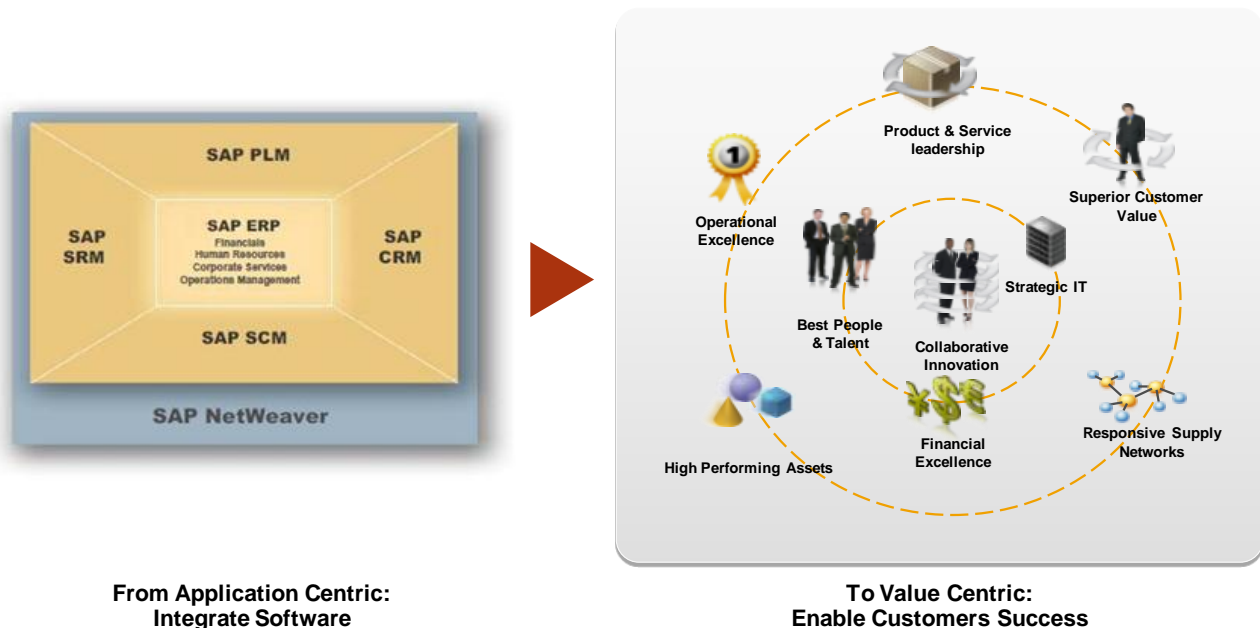 SAP PLM
SAP
SRM
SAP ERP
Financials
Human Resources
Corporate Services
Operations Management
SAP
CRM
SAP SCM
SAP NetWeaver
From Application Centric:
Integrate Software
Product & Service
leadership
1
Operational
Excellence
Superior Customer
Value
Strategic IT
Best People
& Talent
Collaborative
Innovation
¥$€
Financial
Excellence
High Performing Assets
Responsive Supply
Networks
To Value Centric:
Enable Customers Success